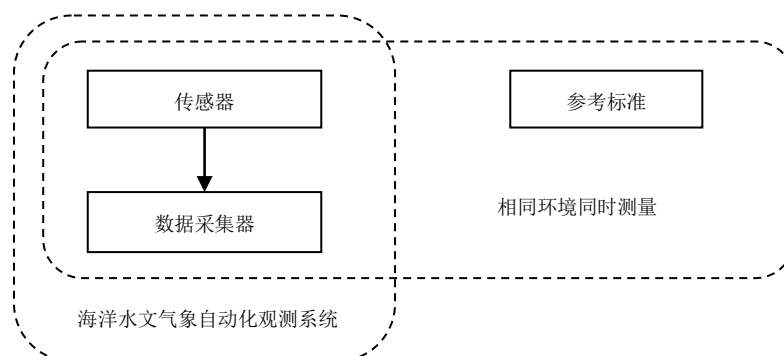 传感器
参考标准
数据采集器
相同环境同时测量
海洋水文气象自动化观测系统